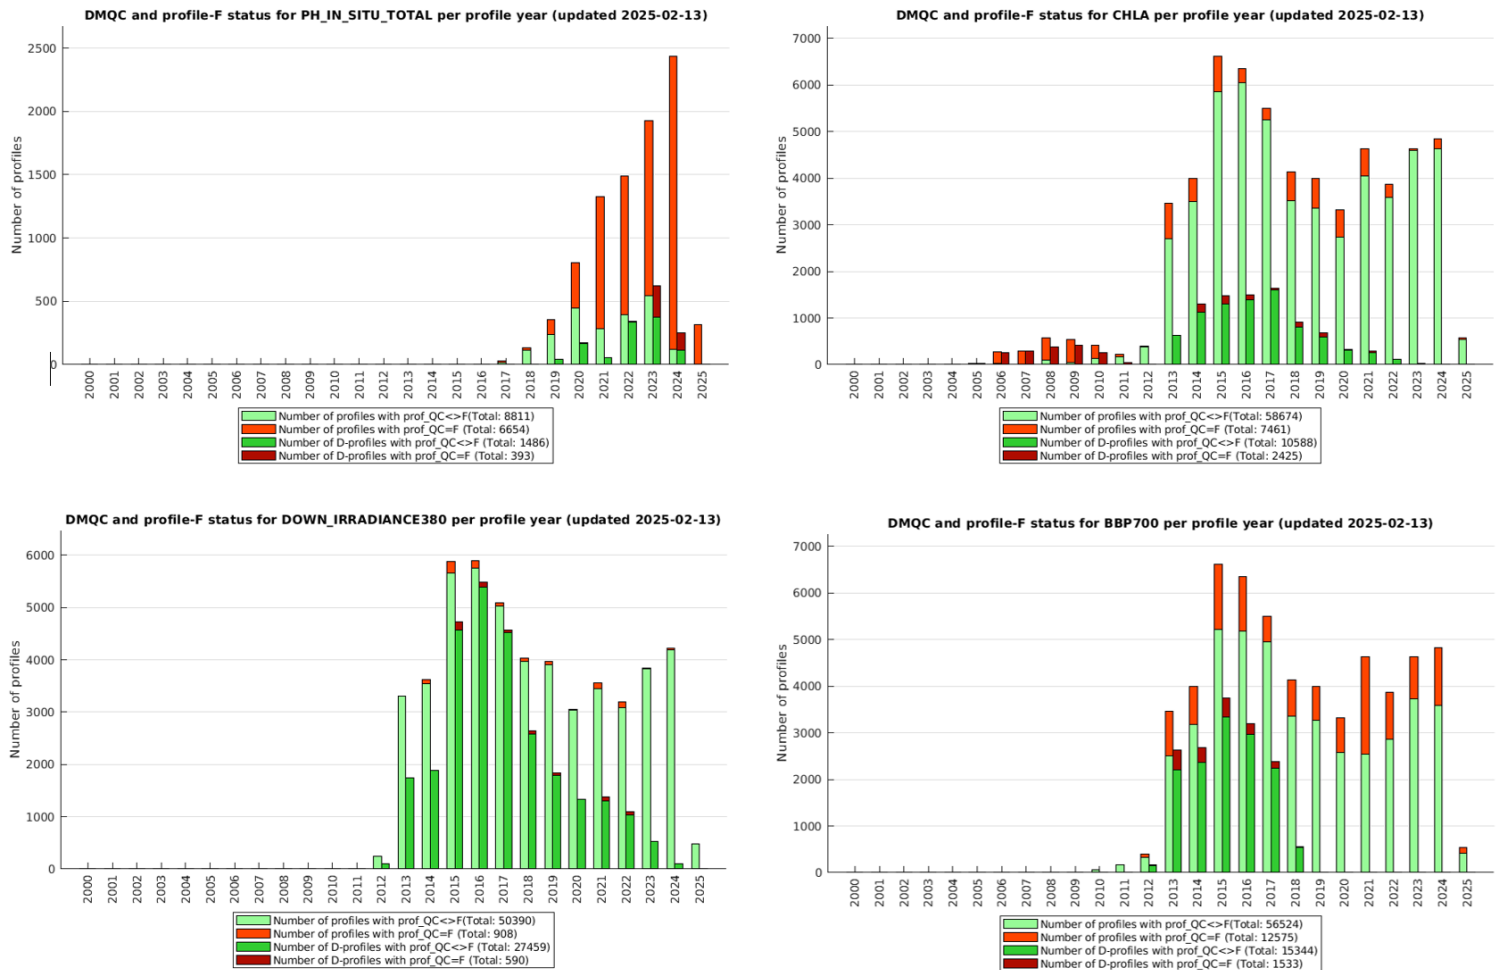 DMQC and profile-F status for PH_IN_SITU_TOTAL per profile year (updated 2025-02-13)
Number of profiles
2500
2000
1500
1000
500
0
2000 2001 2002 2003 2004 2005 2006 2007 2008 2009 2010 2011 2012 2013 2014 2015 2016 2017 2018 2019 2020 2021 2022 2023 2024 2025
Number of profiles with prof_QC<>F(Total: 8811)
Number of profiles with prof_QC=F (Total: 6654)
Number of D-profiles with prof_QC<>F (Total: 1486)
Number of D-profiles with prof_QC=F (Total: 393)
DMQC and profile-F status for CHLA per profile year (updated 2025-02-13)
Number of profiles
7000
6000
5000
4000
3000
2000
1000
0
2000 2001 2002 2003 2004 2005 2006 2007 2008 2009 2010 2011 2012 2013 2014 2015 2016 2017 2018 2019 2020 2021 2022 2023 2024 2025
Number of profiles with prof_QC<>F(Total: 58674)
Number of profiles with prof_QC=F (Total: 7461)
Number of D-profiles with prof_QC<>F (Total: 10588)
Number of D-profiles with prof_QC=F (Total: 2425)
DMQC and profile-F status for DOWN_IRRADIANCE380 per profile year (updated 2025-02-13)
Number of profiles
6000
5000
4000
3000
2000
1000
0
2000 2001 2002 2003 2004 2005 2006 2007 2008 2009 2010 2011 2012 2013 2014 2015 2016 2017 2018 2019 2020 2021 2022 2023 2024 2025
Number of profiles with prof_QC<>F(Total: 50390)
Number of profiles with prof_QC=F (Total: 908)
Number of D-profiles with prof_QC<>F (Total: 27459)
Number of D-profiles with prof_QC=F (Total: 590)
DMQC and profile-F status for BBP700 per profile year (updated 2025-02-13)
Number of profiles
7000
6000
5000
4000
3000
2000
1000
0
2000 2001 2002 2003 2004 2005 2006 2007 2008 2009 2010 2011 2012 2013 2014 2015 2016 2017 2018 2019 2020 2021 2022 2023 2024 2025
Number of profiles with prof_QC<>F(Total: 56524)
Number of profiles with prof_QC=F (Total: 12575)
Number of D-profiles with prof_QC<>F (Total: 15344)
Number of D-profiles with prof_QC=F (Total: 1533)